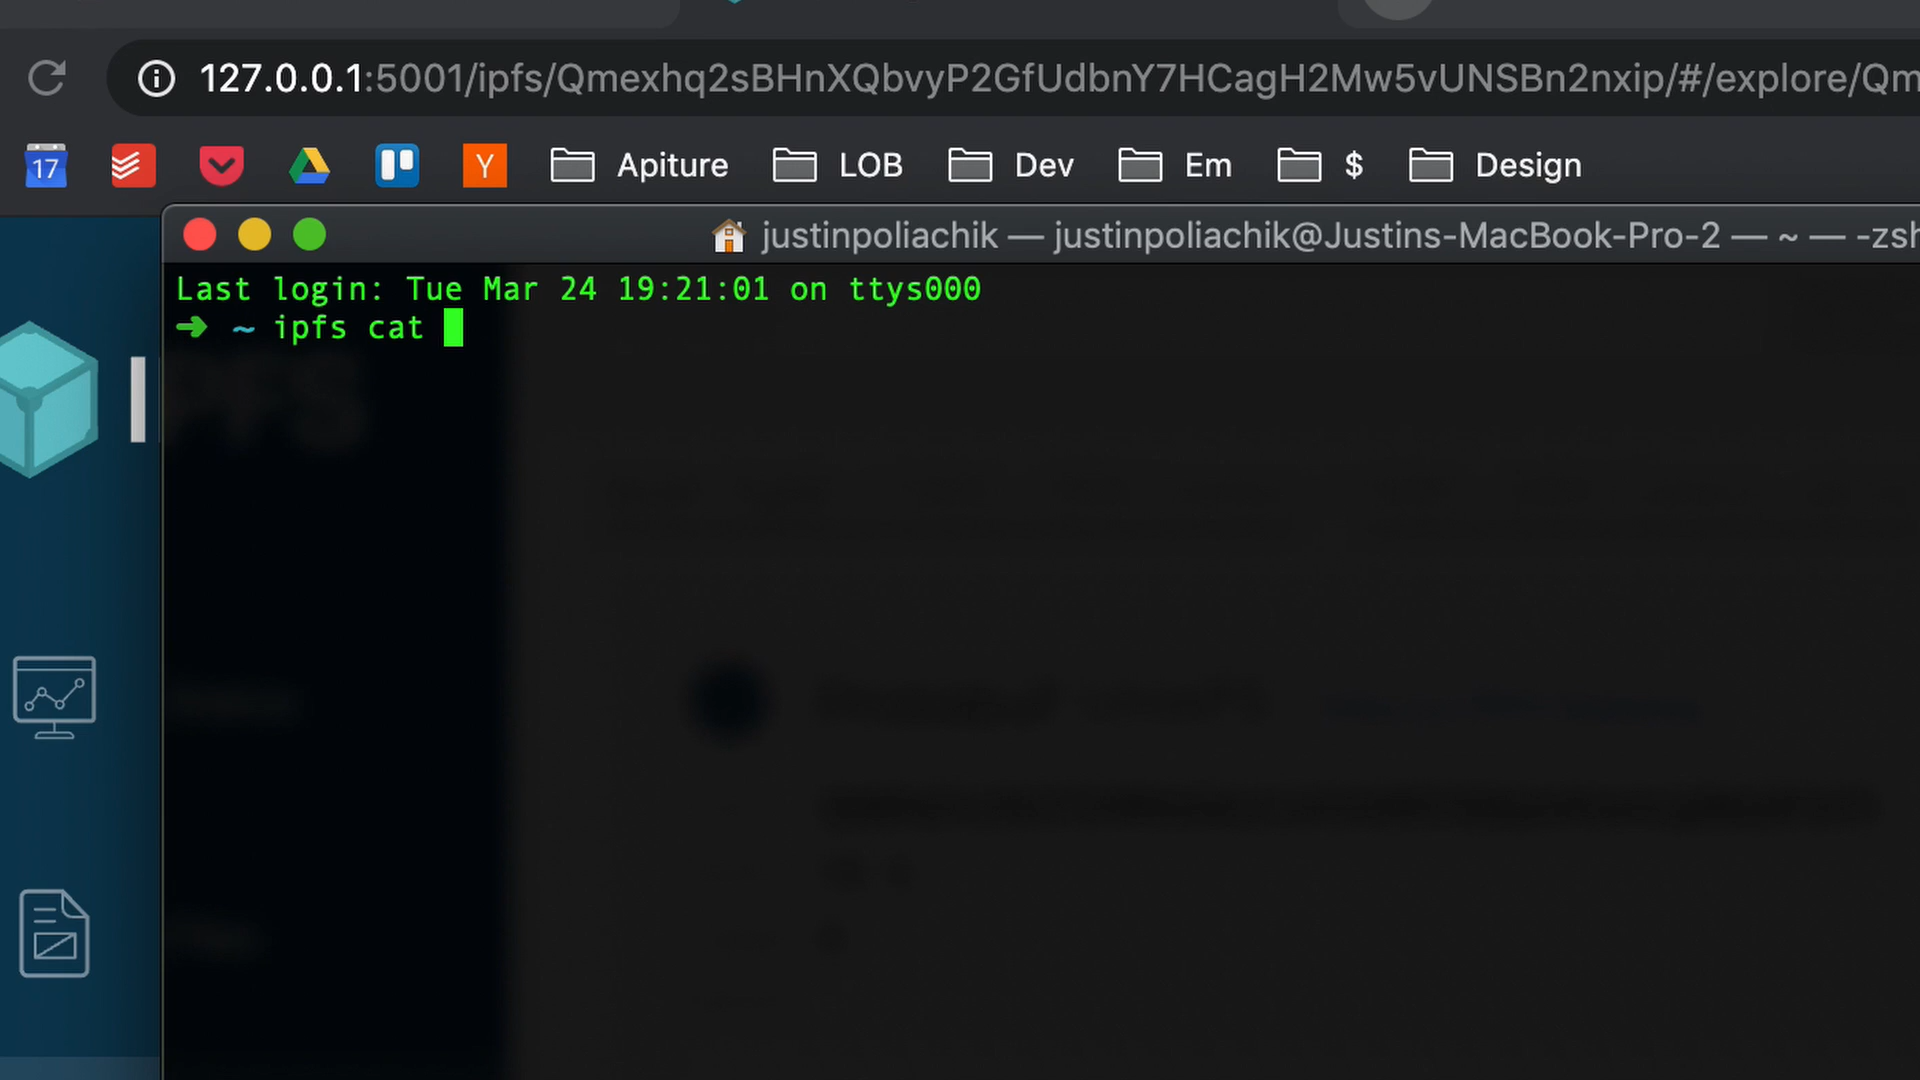 127.0.0.1:5001/ipfs/Qmexhq2sBHnXQbvyP2GfUdbnY7HCagH2Mw5vUNSBn2nxip/#/explore/Qm
17 Y Apiture LOB Dev Em $ Design
justinpoliachik — justinpoliachik@Justins-MacBook-Pro-2 — ~ — -zsh
Last login: Tue Mar 24 19:21:01 on ttys000
➜ ~ ipfs cat
IPFS